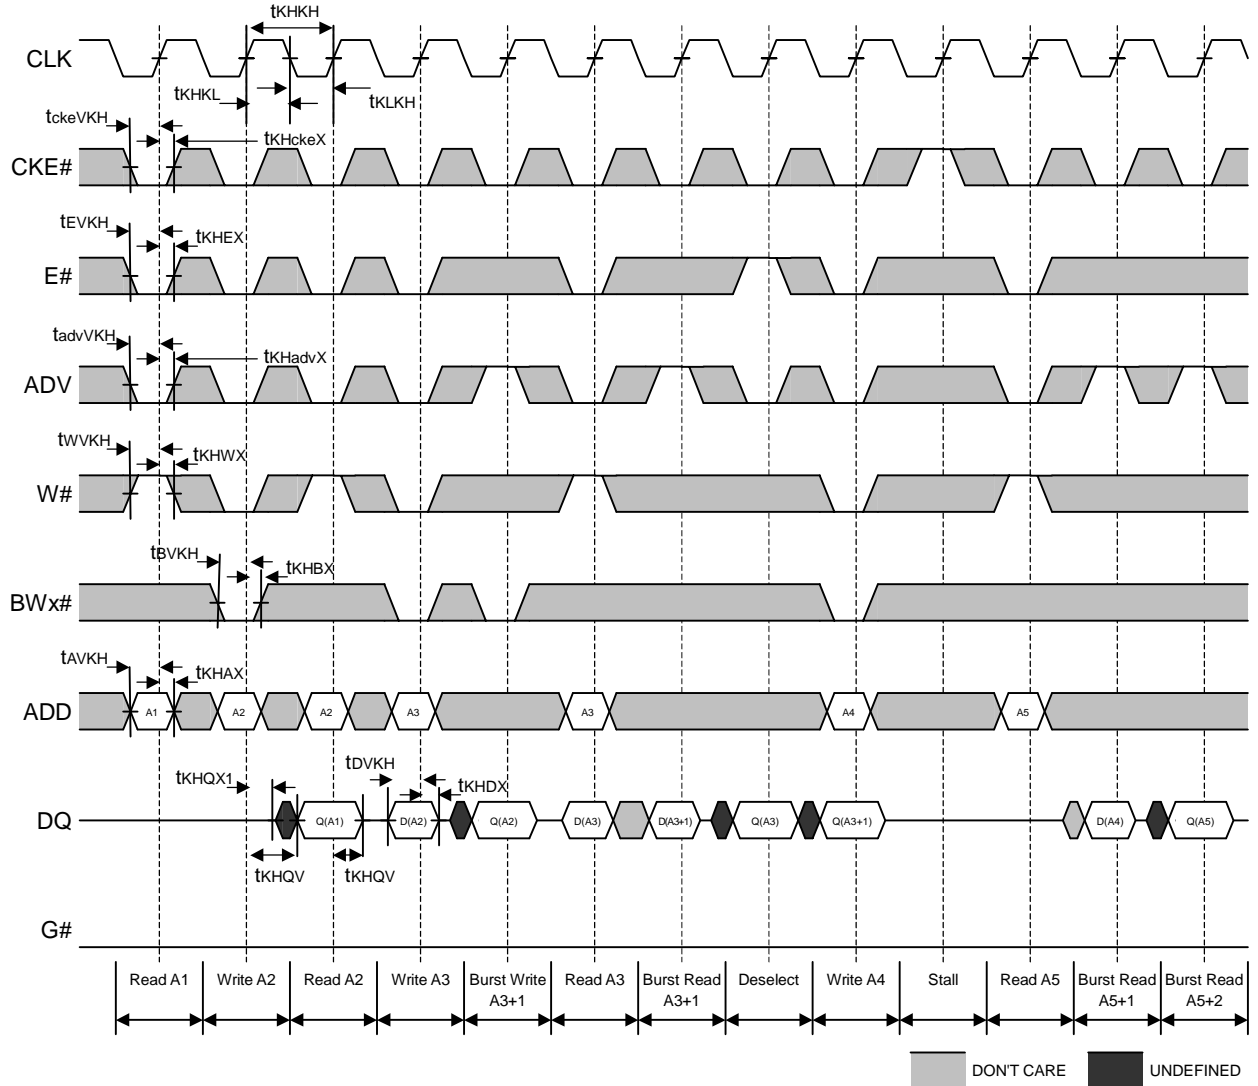 tKHKH
CLK
tKHKL
tKLKH
tckeVKH
tKHckeX
CKE#
tEVKH
tKHEX
E#
tadvVKH
tKHadvX
ADV
tWVKH
tKHWX
W#
tBVKH
tKHBX
BWx#
tAVKH
tKHAX
ADD
A1 A2 A2 A3 A3 A4 A5
tDVKH
tKHQX1
tKHDX
DQ
Q(A1) D(A2) Q(A2) D(A3) D(A3+1) Q(A3) Q(A3+1) D(A4) Q(A5)
tKHQV tKHQV
G#
Read A1 Write A2 Read A2 Write A3 Burst Write Read A3 Burst Read Deselect Write A4 Stall Read A5 Burst Read Burst Read
A3+1 A3+1 A5+1 A5+2
DON'T CARE UNDEFINED